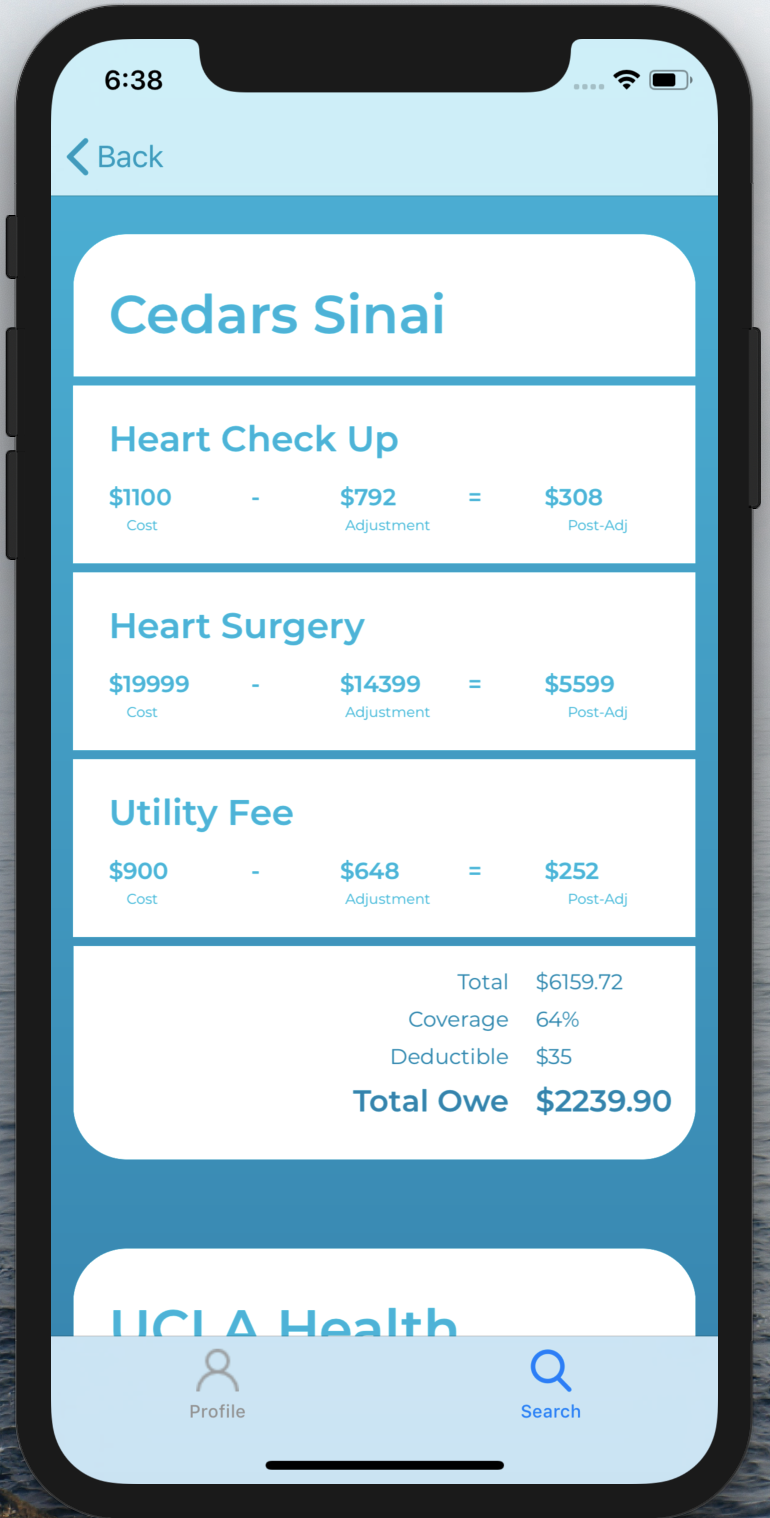 6:38
Back
Cedars Sinai
Heart Check Up
$1100 - $792 = $308
Cost Adjustment Post-Adj
Heart Surgery
$19999 - $14399 = $5599
Cost Adjustment Post-Adj
Utility Fee
$900 - $648 = $252
Cost Adjustment Post-Adj
Total $6159.72
Coverage 64%
Deductible $35
Total Owe $2239.90
UCLA Health
Profile Search